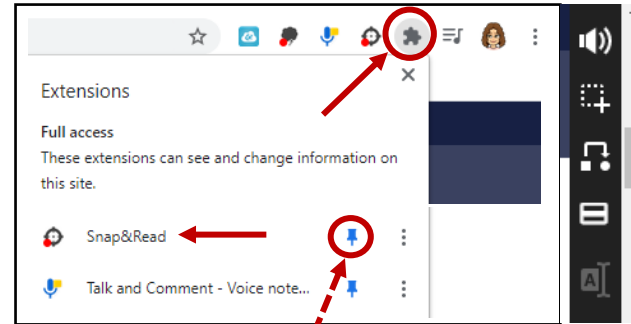 Extensions
Full access
These extensions can see and change information on
this site.
Snap&Read
Talk and Comment - Voice note...
A